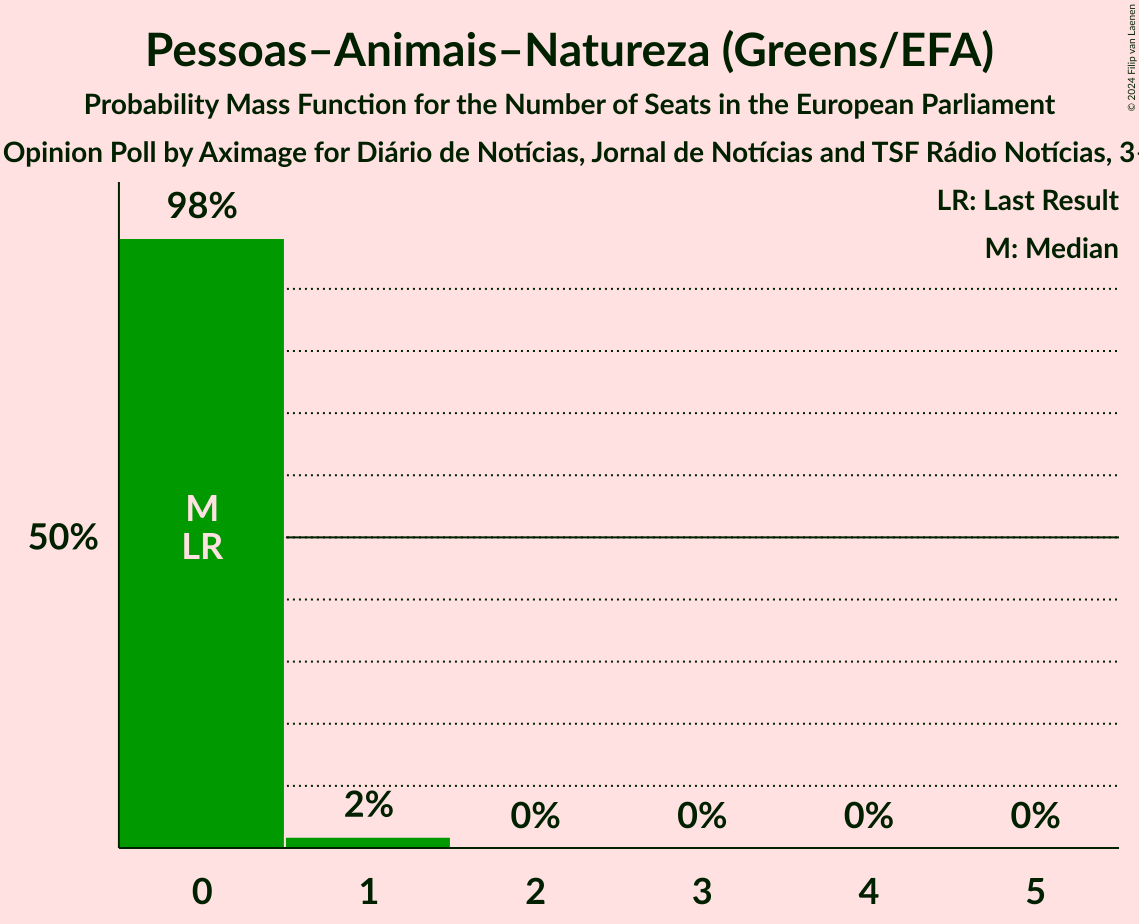 Pessoas–Animais–Natureza (Greens/EFA)
Probability Mass Function for the Number of Seats in the European Parliament
Opinion Poll by Aximage for Diário de Notícias, Jornal de Notícias and TSF Rádio Notícias, 3-
© 2024 Filip van Laenen
LR: Last Result
M: Median
98%
M
LR
50%
2%
0%
0%
0%
0%
0
1
2
3
4
5